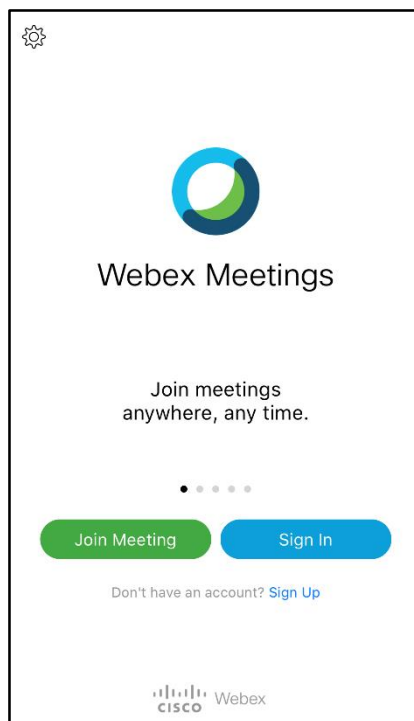 Webex Meetings
Join meetings
anywhere, any time.
Join Meeting
Sign In
Don't have an account? Sign Up
CISCO Webex